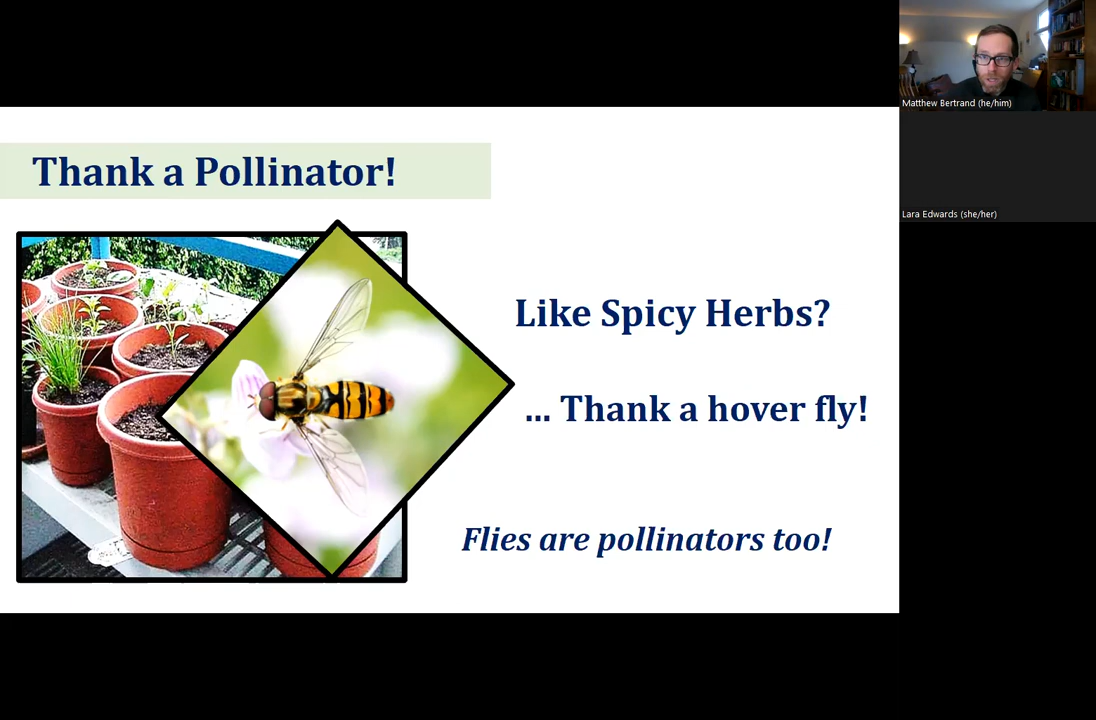 Matthew Bertrand (he/him)
Lara Edwards (she/her)
Thank a Pollinator!
Like Spicy Herbs?
... Thank a hover fly!
Flies are pollinators too!